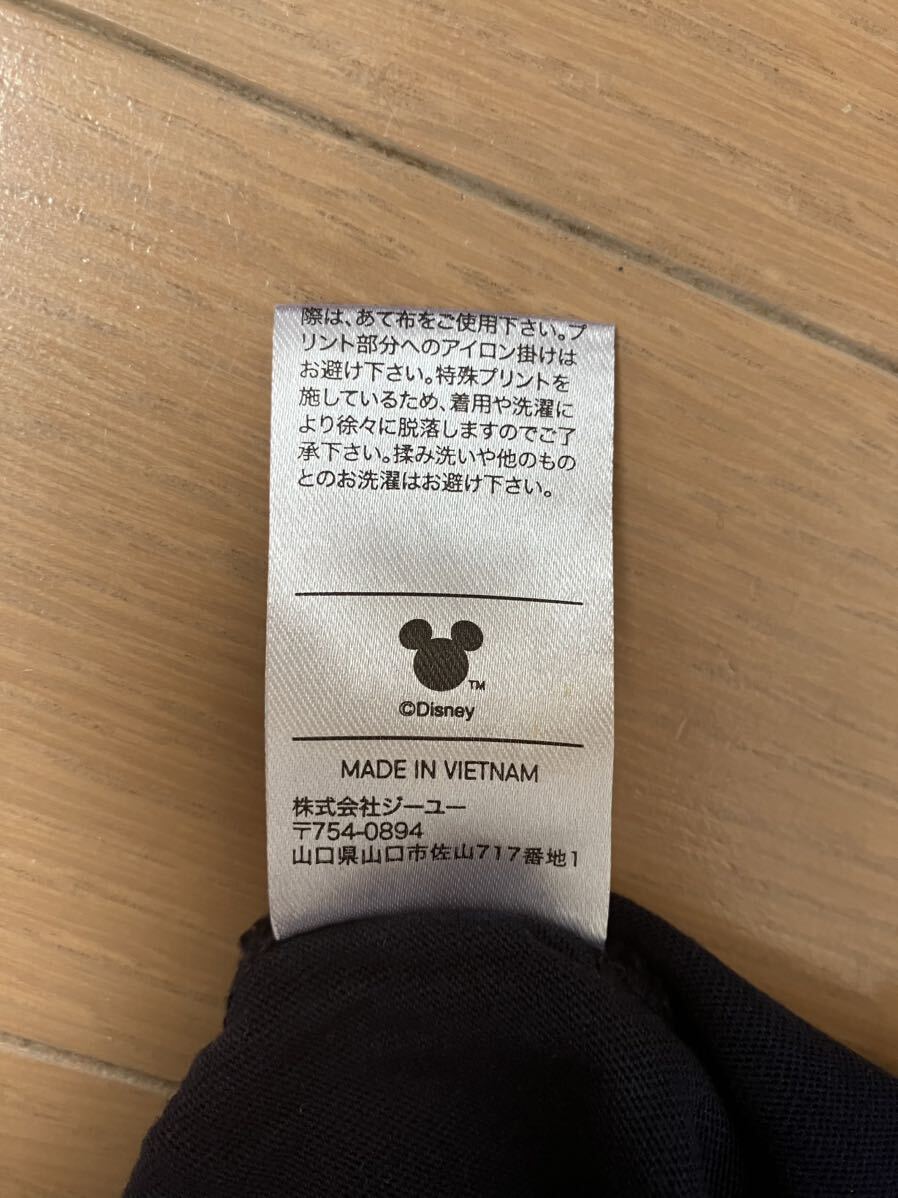 際は、あて布をご使用下さい。プ
リント部分へのアイロン掛けは
お避け下さい。特殊プリントを
施しているため、着用や洗濯に
より徐々に脱落しますのでご了
承下さい。揉み洗いや他のもの
とのお洗濯はお避け下さい。
TM
©Disney
MADE IN VIETNAM
株式会社ジーユー
〒754-0894
山口県山口市佐山717番地1